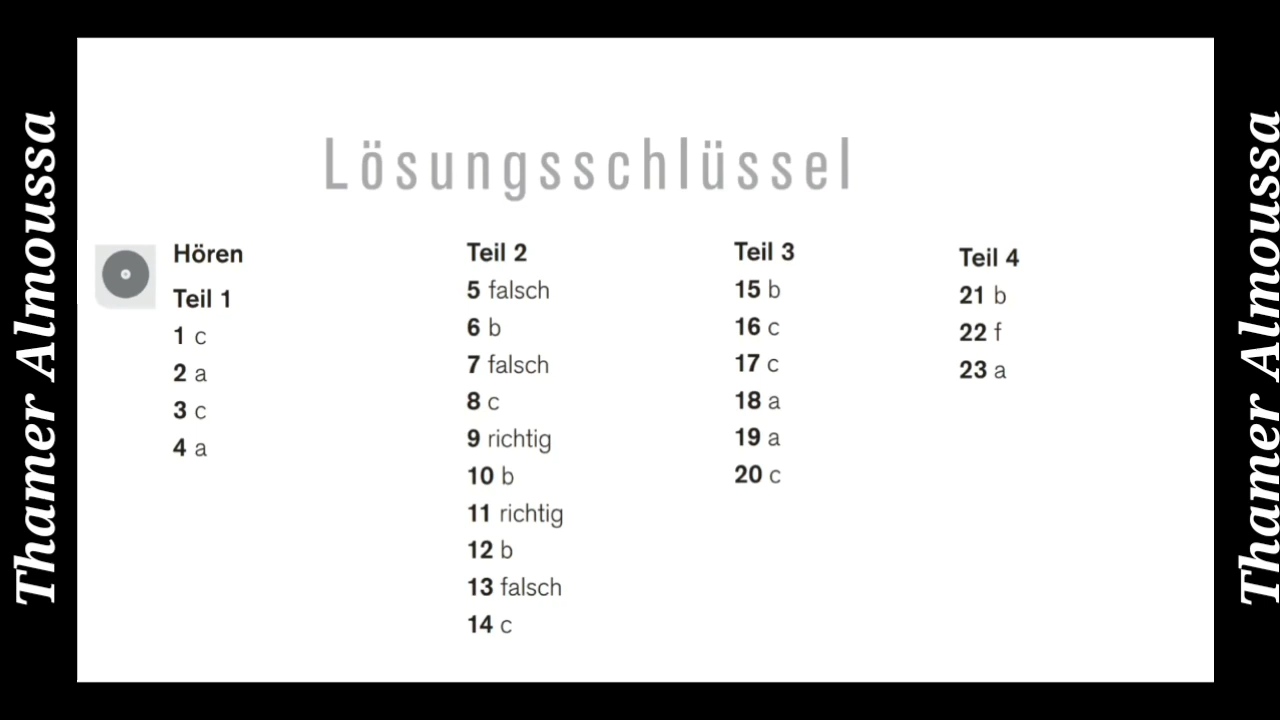 Thamer Almoussa
Lösungsschlüssel
Hören
Teil 1
1 c
2 a
3 c
4 a
Teil 2
5 falsch
6 b
7 falsch
8 c
9 richtig
10 b
11 richtig
12 b
13 falsch
14 c
Teil 3
15 b
16 c
17 c
18 a
19 a
20 c
Teil 4
21 b
22 f
23 a
Thamer Almoussa